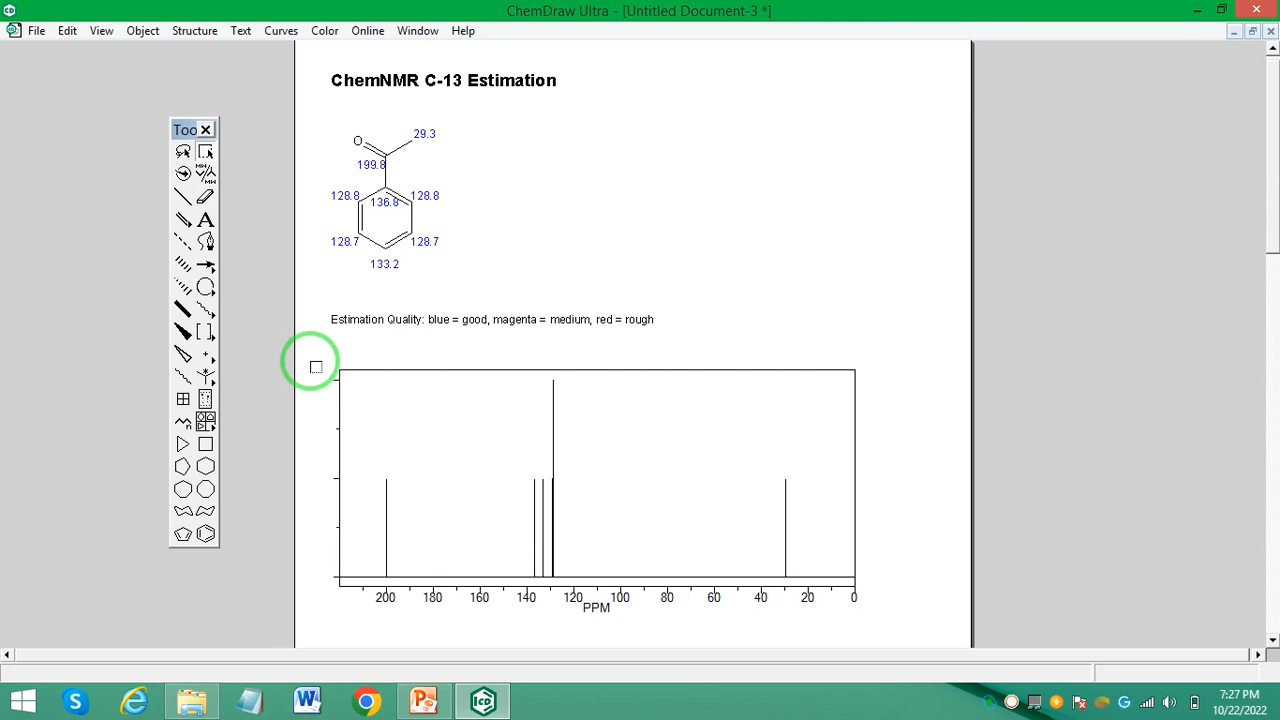 ChemDraw Ultra - [Untitled Document-3 *]
File Edit View Object Structure Text Curves Color Online Window Help
ChemNMR C-13 Estimation
Too
O
29.3
199.8
128.8 128.8
136.8
128.7 128.7
133.2
Estimation Quality: blue = good, magenta = medium, red = rough
200 180 160 140 120 100 80 60 40 20 0
PPM
7:27 PM
10/22/2022